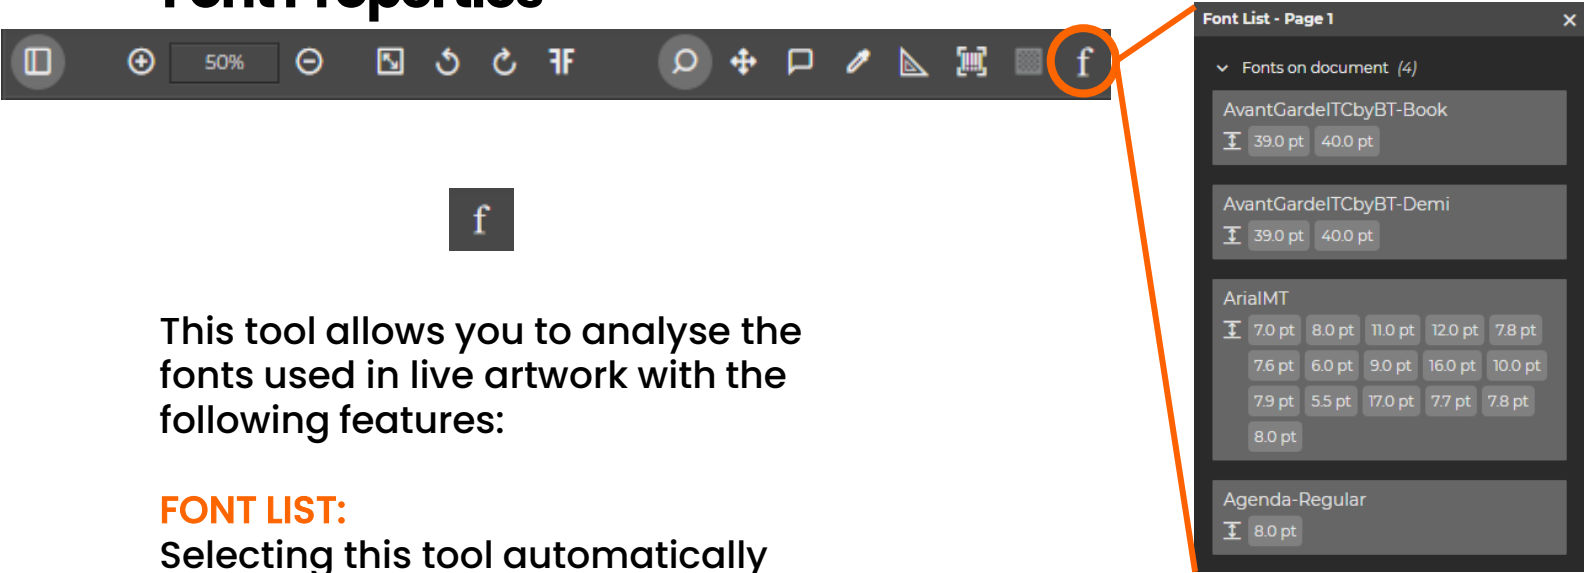 Font Properties
50%
f
f
This tool allows you to analyse the
fonts used in live artwork with the
following features:
FONT LIST:
Selecting this tool automatically
Font List - Page 1
Fonts on document (4)
AvantGardeITCbyBT-Book
39.0 pt 40.0 pt
AvantGardeITCbyBT-Demi
39.0 pt 40.0 pt
ArialMT
7.0 pt 8.0 pt 11.0 pt 12.0 pt 7.8 pt
7.6 pt 6.0 pt 9.0 pt 16.0 pt 10.0 pt
7.9 pt 5.5 pt 17.0 pt 7.7 pt 7.8 pt
8.0 pt
Agenda-Regular
8.0 pt